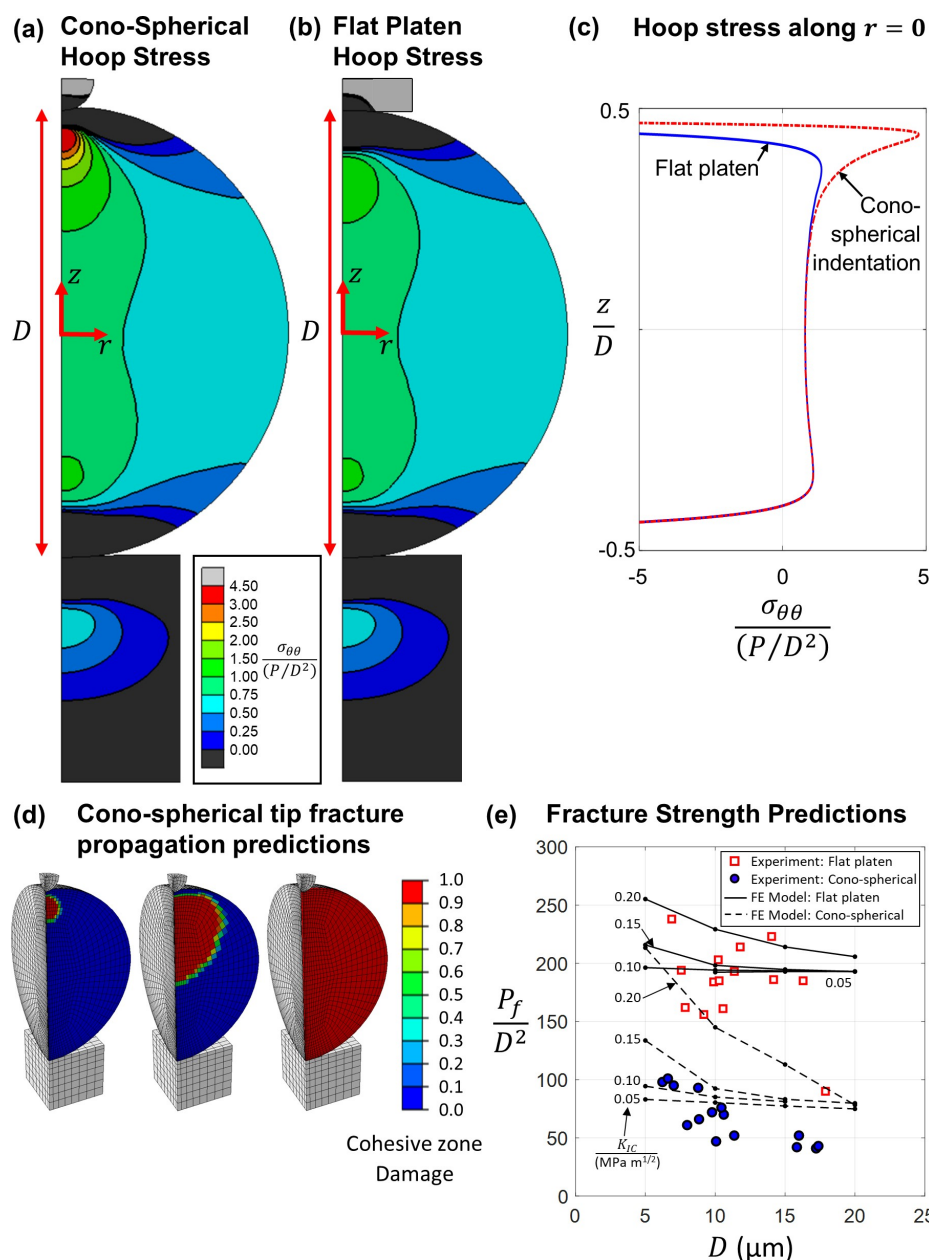 (a) Cono-Spherical
Hoop Stress
(b) Flat Platen
Hoop Stress
(c) Hoop stress along r = 0
z
r
D
z
r
D
4.50
3.00
2.00
1.50
1.00
0.75
0.50
0.25
0.00
σθθ
(P/D²)
0.5
Flat platen
Cono-
spherical
indentation
z
D
-0.5
-5 0 5
σθθ
(P/D²)
(d) Cono-spherical tip fracture
propagation predictions
1.0
0.9
0.8
0.7
0.6
0.5
0.4
0.3
0.2
0.1
0.0
Cohesive zone
Damage
(e) Fracture Strength Predictions
300
250
200
150
100
50
0
Pf
D²
Experiment: Flat platen
Experiment: Cono-spherical
FE Model: Flat platen
FE Model: Cono-spherical
0.20
0.15
0.10
0.05
0.20
0.15
0.10
0.05
KIC
(MPa m^1/2)
0 5 10 15 20 25
D (μm)